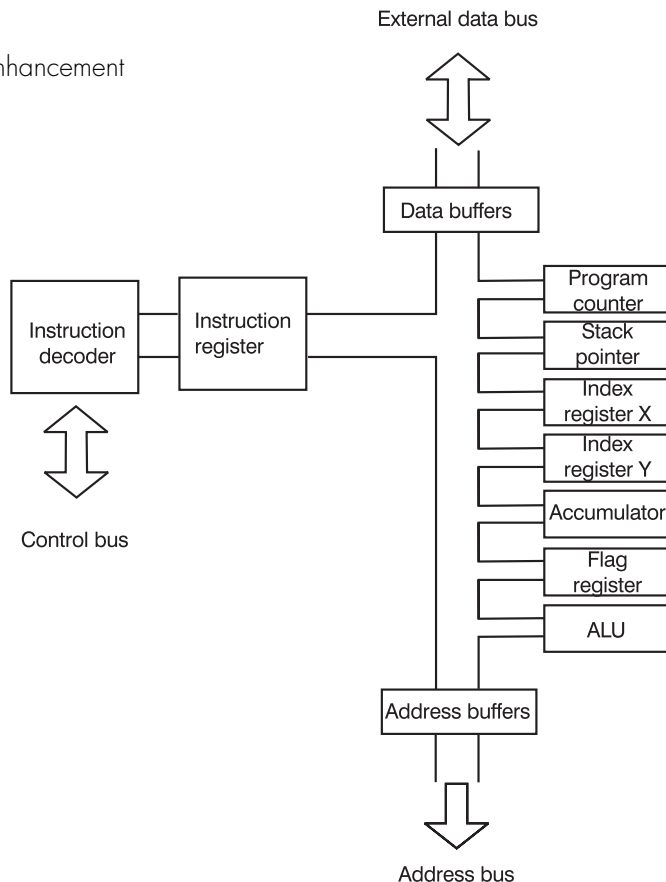 External data bus
nhancement
Data buffers
Program
counter
Instruction
decoder
Instruction
register
Stack
pointer
Index
register X
Index
register Y
Accumulator
Control bus
Flag
register
ALU
Address buffers
Address bus